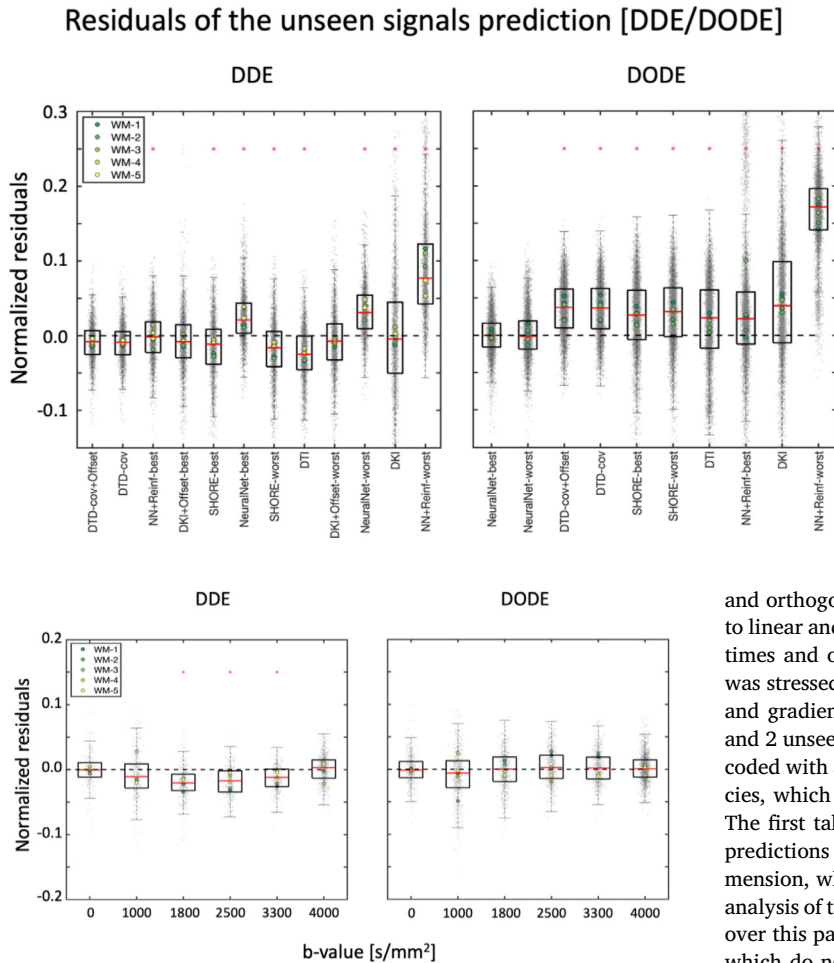 Residuals of the unseen signals prediction [DDE/DODE]
DDE
DODE
Normalized residuals
0.3
0.2
0.1
0.0
-0.1
WM-1
WM-2
WM-3
WM-4
WM-5
DTD-cov+Offset
DTD-cov
NN+Reinf-best
DKI+Offset-best
SHORE-best
NeuralNet-best
SHORE-worst
DTI
DKI+Offset-worst
NeuralNet-worst
DKI
NN+Reinf-worst
NeuralNet-best
NeuralNet-worst
DTD-cov+Offset
DTD-cov
SHORE-best
SHORE-worst
DTI
NN+Reinf-best
DKI
NN+Reinf-worst
DDE
DODE
Normalized residuals
0.2
0.1
0.0
-0.1
-0.2
WM-1
WM-2
WM-3
WM-4
WM-5
0 1000 1800 2500 3300 4000
0 1000 1800 2500 3300 4000
b-value [s/mm²]
and orthogo
to linear and
times and o
was stressed
and gradien
and 2 unsee
coded with
cies, which
The first tal
predictions
mension, wh
analysis of t
over this pa
which do no